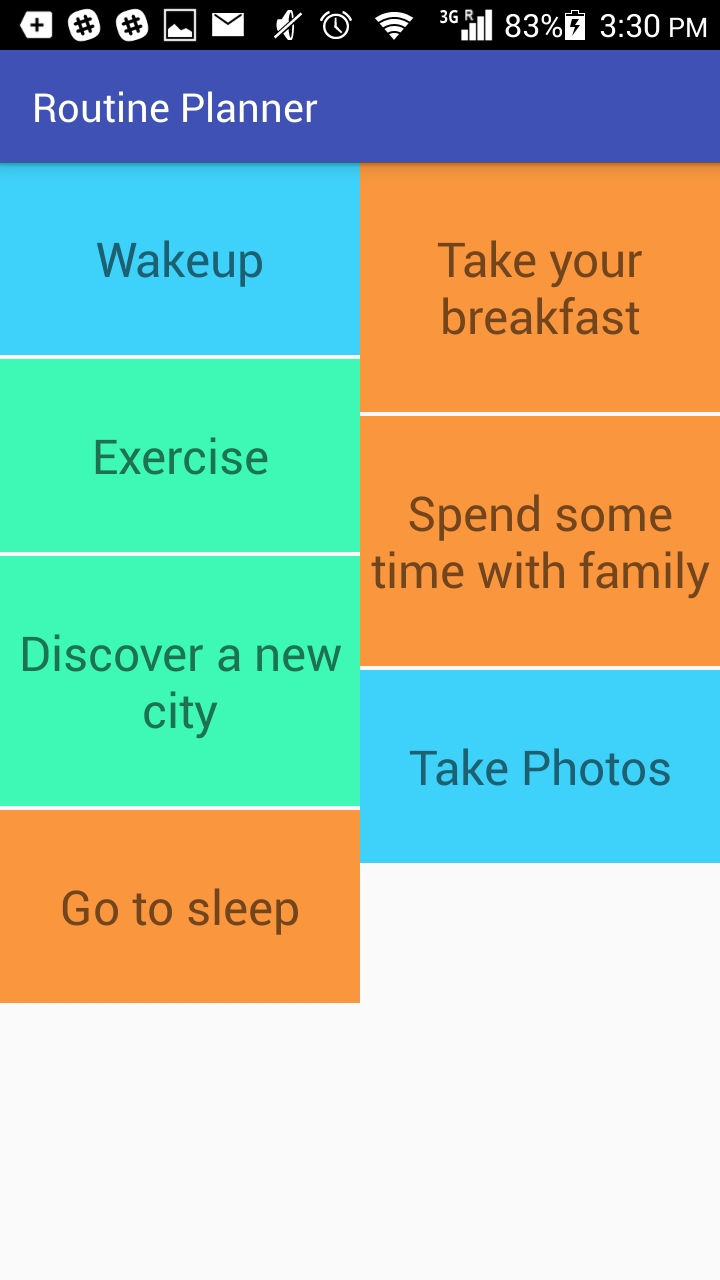 3G R 83% 3:30 PM
Routine Planner
Wakeup
Take your
breakfast
Exercise
Spend some
time with family
Discover a new
city
Take Photos
Go to sleep